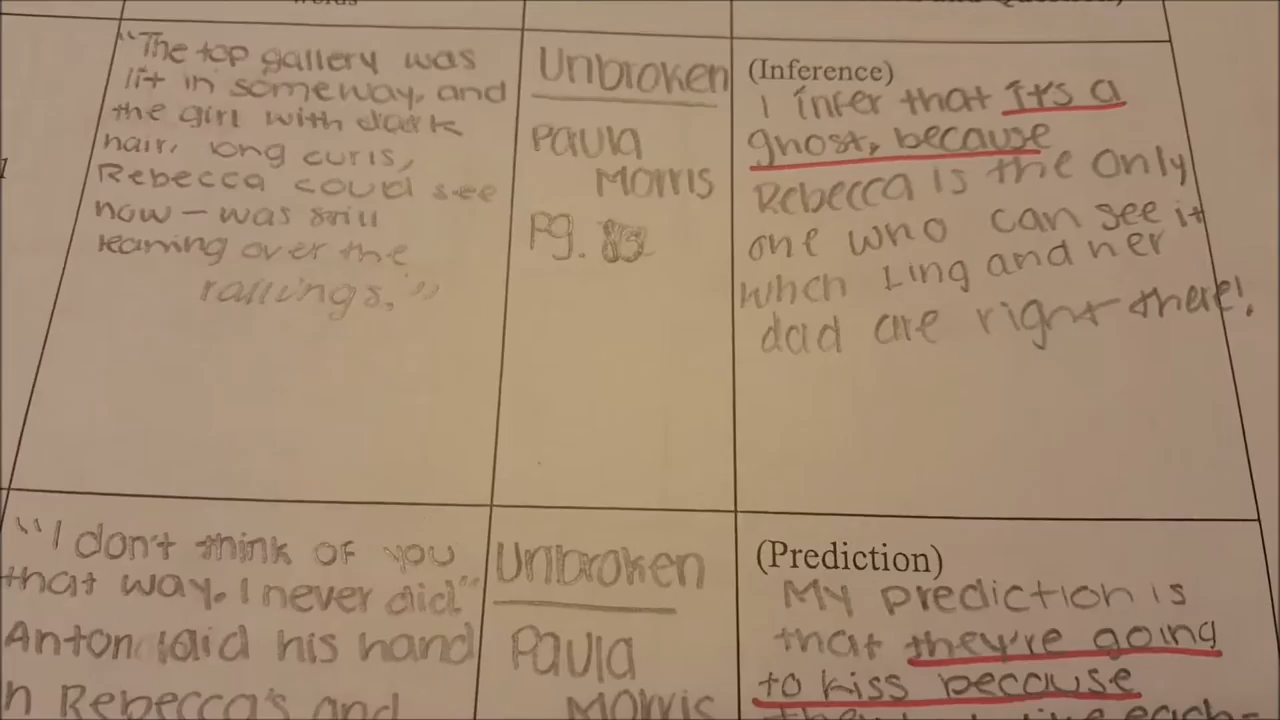 words
"The top gallery was
lit in someway, and
the girl with dark
hair, long curls,
Rebecca could see
now – was still
leaning over the
railings."
Unbroken
Paula
Morris
Pg.
(Inference)
I infer that it's a
ghost, because
Rebecca is the only
one who can see it
when Ling and her
dad are right there!
1
"I don't think of you
that way. I never did"
Anton said his hand
n Rebecca's and
Unbroken
Paula
Morris
(Prediction)
My prediction is
that they're going
to kiss because